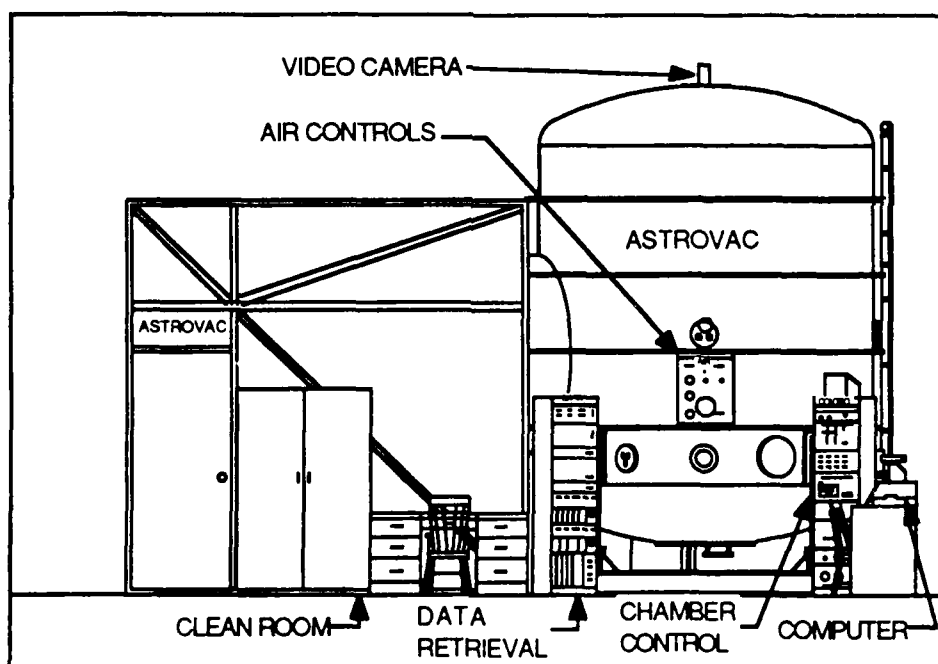 VIDEO CAMERA
AIR CONTROLS
ASTROVAC
ASTROVAC
CLEAN ROOM
DATA
RETRIEVAL
CHAMBER
CONTROL
COMPUTER